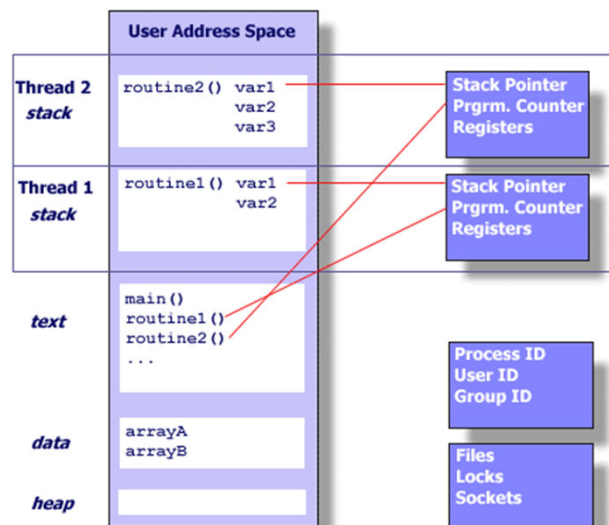 User Address Space
Thread 2
stack
routine2() var1
var2
var3
Stack Pointer
Prgrm. Counter
Registers
Thread 1
stack
routine1() var1
var2
Stack Pointer
Prgrm. Counter
Registers
text
main()
routine1()
routine2()
...
Process ID
User ID
Group ID
data
arrayA
arrayB
Files
Locks
Sockets
heap